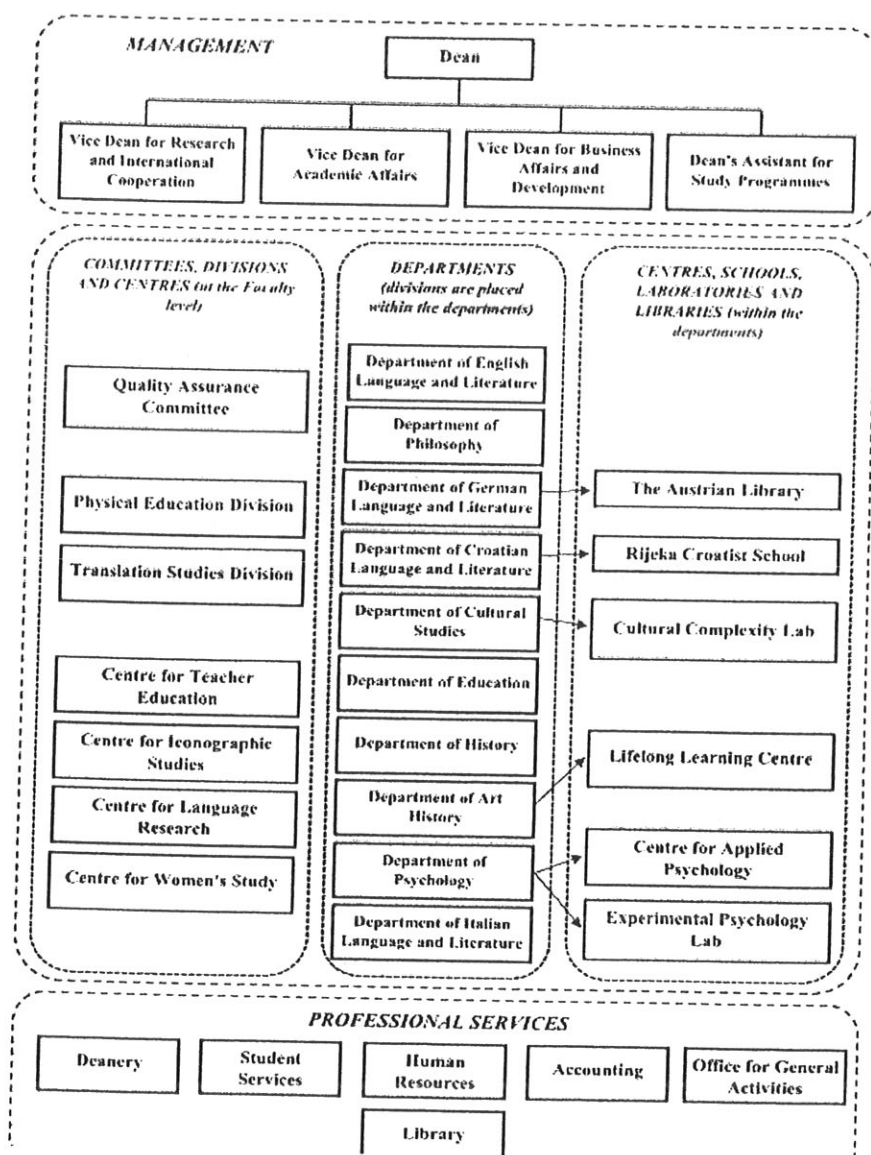 MANAGEMENT
Dean
Vice Dean for Research
and International
Cooperation
Vice Dean for
Academic Affairs
Vice Dean for Business
Affairs and
Development
Dean's Assistant for
Study Programmes
COMMITTEES, DIVISIONS
AND CENTRES (at the Faculty
level)
Quality Assurance
Committee
Physical Education Division
Translation Studies Division
Centre for Teacher
Education
Centre for Iconographic
Studies
Centre for Language
Research
Centre for Women's Study
DEPARTMENTS
(divisions are placed
within the departments)
Department of English
Language and Literature
Department of
Philosophy
Department of German
Language and Literature
Department of Croatian
Language and Literature
Department of Cultural
Studies
Department of Education
Department of History
Department of Art
History
Department of
Psychology
Department of Italian
Language and Literature
CENTRES, SCHOOLS,
LABORATORIES AND
LIBRARIES (within the
departments)
The Austrian Library
Rijeka Croatist School
Cultural Complexity Lab
Lifelong Learning Centre
Centre for Applied
Psychology
Experimental Psychology
Lab
PROFESSIONAL SERVICES
Deanery
Student
Services
Human
Resources
Accounting
Office for General
Activities
Library